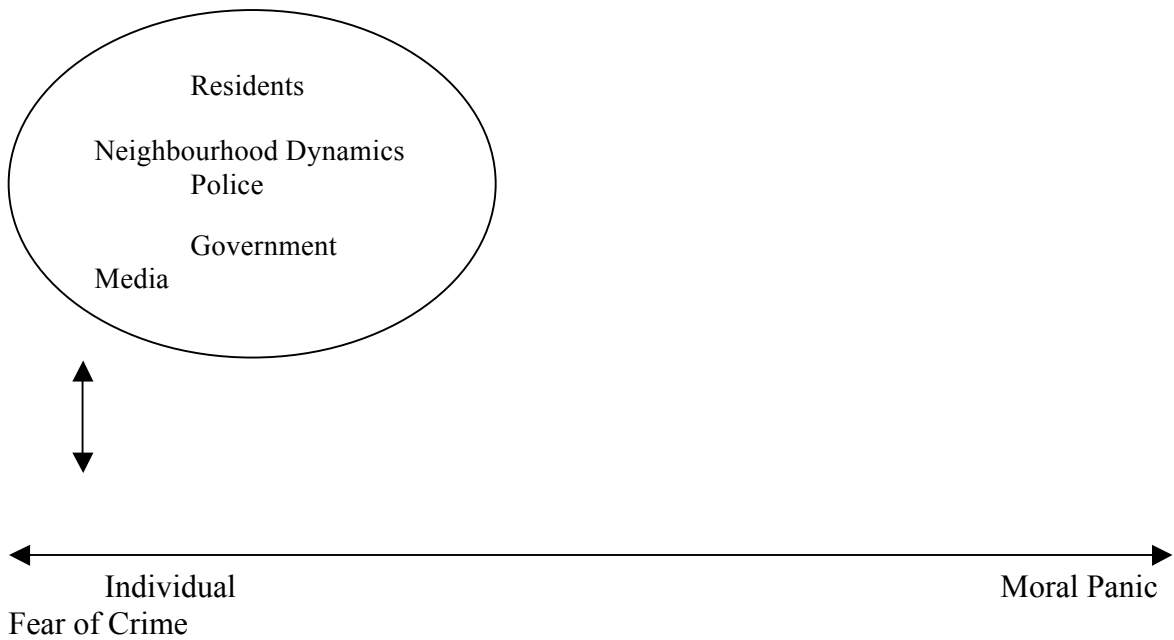 Residents
Neighbourhood Dynamics
Police
Government
Media
Individual Moral Panic
Fear of Crime